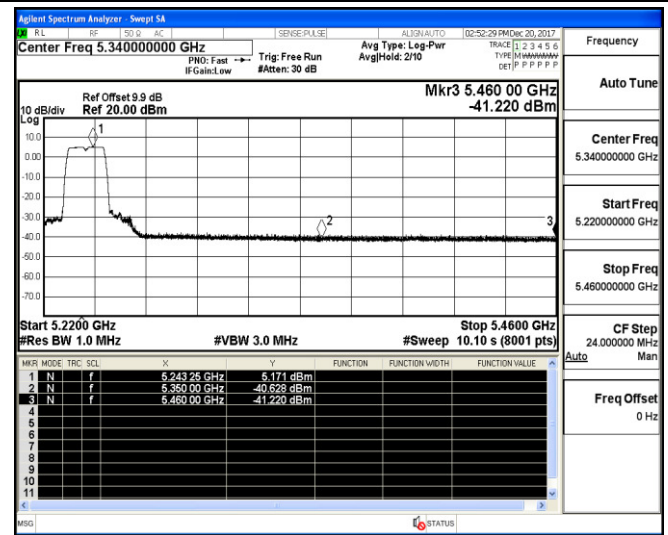 Agilent Spectrum Analyzer - Swept SA
RL RF 50 Ω AC SENSE:PULSE ALIGNAUTO 02:52:29 PM Dec 20, 2017
Center Freq 5.340000000 GHz
PNO: Fast
IFGain:Low
Trig: Free Run
#Atten: 30 dB
Avg Type: Log-Pwr
Avg|Hold: 2/10
TRACE 1 2 3 4 5 6
TYPE MWWWWW
DET P P P P P P
Frequency
Auto Tune
Center Freq
5.340000000 GHz
Start Freq
5.220000000 GHz
Stop Freq
5.460000000 GHz
CF Step
24.000000 MHz
Auto Man
Freq Offset
0 Hz
Mkr3 5.460 00 GHz
-41.220 dBm
Ref Offset 9.9 dB
10 dB/div Ref 20.00 dBm
Log
10.0
0.00
-10.0
-20.0
-30.0
-40.0
-50.0
-60.0
-70.0
1
2
3
Start 5.2200 GHz Stop 5.4600 GHz
#Res BW 1.0 MHz #VBW 3.0 MHz #Sweep 10.10 s (8001 pts)
MKR MODE TRC SCL X Y FUNCTION FUNCTION WIDTH FUNCTION VALUE
1 N f 5.243 25 GHz 5.171 dBm
2 N f 5.350 00 GHz -40.628 dBm
3 N f 5.460 00 GHz -41.220 dBm
4
5
6
7
8
9
10
11
MSG STATUS